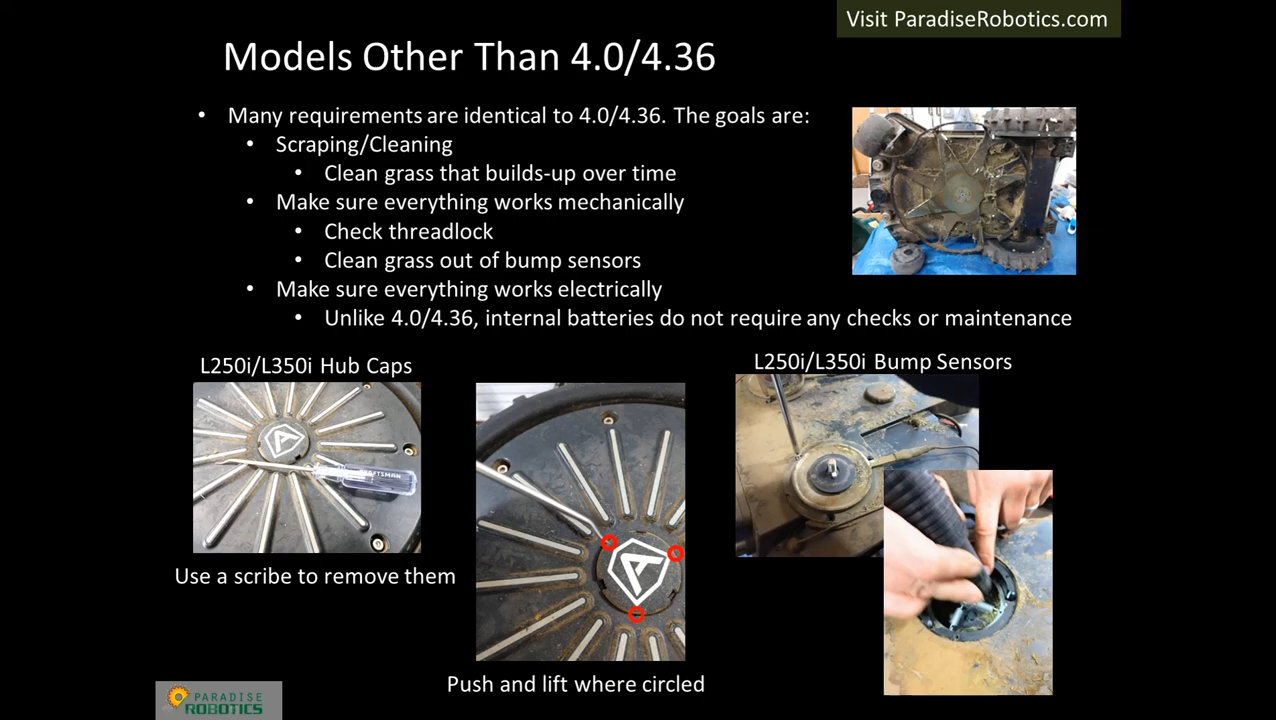 Visit ParadiseRobotics.com
Models Other Than 4.0/4.36
• Many requirements are identical to 4.0/4.36. The goals are:
• Scraping/Cleaning
• Clean grass that builds-up over time
• Make sure everything works mechanically
• Check threadlock
• Clean grass out of bump sensors
• Make sure everything works electrically
• Unlike 4.0/4.36, internal batteries do not require any checks or maintenance
L250i/L350i Hub Caps
L250i/L350i Bump Sensors
CRAFTSMAN
Use a scribe to remove them
Push and lift where circled
PARADISE
ROBOTICS